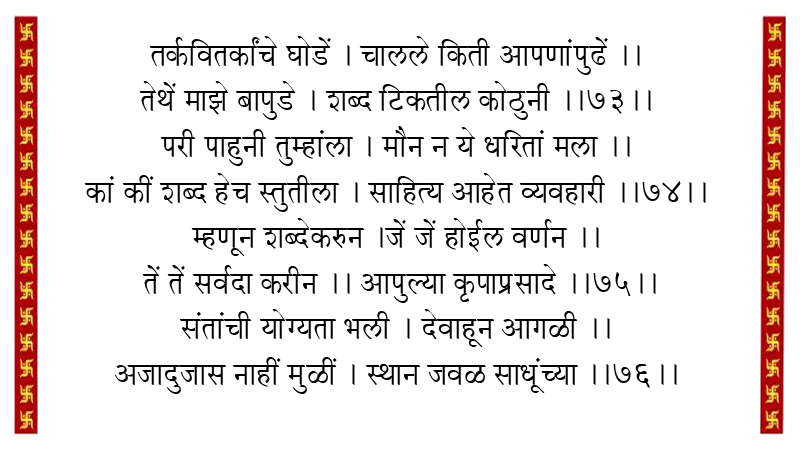 तर्कवितर्कांचे घोडें । चालले किती आपणांपुढें ।।
तेथें माझे बापुडे । शब्द टिकतील कोठुनी ।।७३।।
परी पाहुनी तुम्हांला । मौन न ये धरितां मला ।।
कां कीं शब्द हेच स्तुतीला । साहित्य आहेत व्यवहारी ।।७४।।
म्हणून शब्देकरुन ।जें जें होईल वर्णन ।।
तें तें सर्वदा करीन ।। आपुल्या कृपाप्रसादे ।।७५।।
संतांची योग्यता भली । देवाहून आगळी ।।
अजादुजास नाहीं मुळीं । स्थान जवळ साधूंच्या ।।७६।।